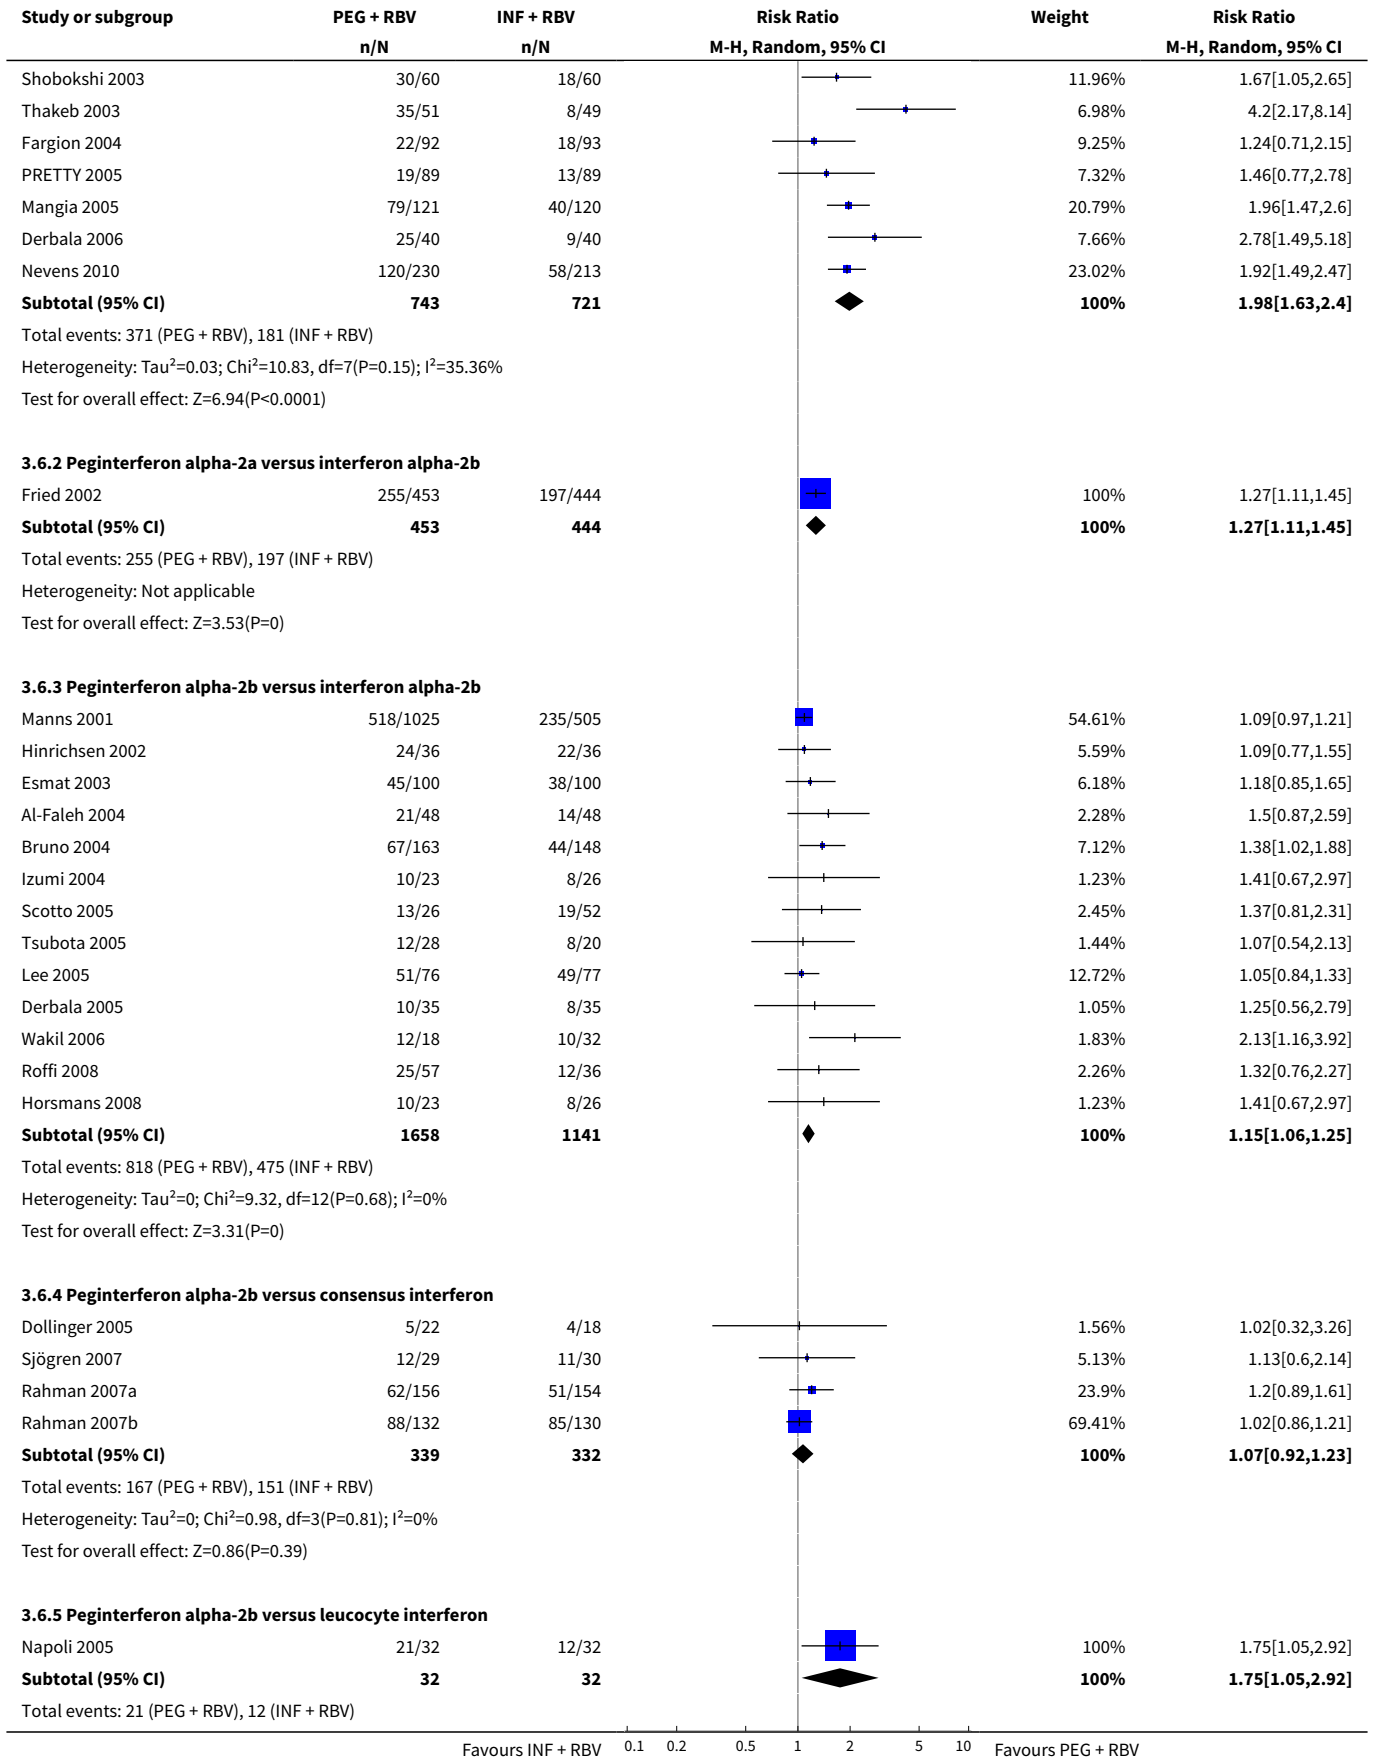 Study or subgroup PEG + RBV INF + RBV Risk Ratio Weight Risk Ratio
n/N n/N M-H, Random, 95% CI M-H, Random, 95% CI
Shobokshi 2003 30/60 18/60 11.96% 1.67[1.05,2.65]
Thakeb 2003 35/51 8/49 6.98% 4.2[2.17,8.14]
Fargion 2004 22/92 18/93 9.25% 1.24[0.71,2.15]
PRETTY 2005 19/89 13/89 7.32% 1.46[0.77,2.78]
Mangia 2005 79/121 40/120 20.79% 1.96[1.47,2.6]
Derbala 2006 25/40 9/40 7.66% 2.78[1.49,5.18]
Nevens 2010 120/230 58/213 23.02% 1.92[1.49,2.47]
Subtotal (95% CI) 743 721 100% 1.98[1.63,2.4]
Total events: 371 (PEG + RBV), 181 (INF + RBV)
Heterogeneity: Tau²=0.03; Chi²=10.83, df=7(P=0.15); I²=35.36%
Test for overall effect: Z=6.94(P<0.0001)
3.6.2 Peginterferon alpha-2a versus interferon alpha-2b
Fried 2002 255/453 197/444 100% 1.27[1.11,1.45]
Subtotal (95% CI) 453 444 100% 1.27[1.11,1.45]
Total events: 255 (PEG + RBV), 197 (INF + RBV)
Heterogeneity: Not applicable
Test for overall effect: Z=3.53(P=0)
3.6.3 Peginterferon alpha-2b versus interferon alpha-2b
Manns 2001 518/1025 235/505 54.61% 1.09[0.97,1.21]
Hinrichsen 2002 24/36 22/36 5.59% 1.09[0.77,1.55]
Esmat 2003 45/100 38/100 6.18% 1.18[0.85,1.65]
Al-Faleh 2004 21/48 14/48 2.28% 1.5[0.87,2.59]
Bruno 2004 67/163 44/148 7.12% 1.38[1.02,1.88]
Izumi 2004 10/23 8/26 1.23% 1.41[0.67,2.97]
Scotto 2005 13/26 19/52 2.45% 1.37[0.81,2.31]
Tsubota 2005 12/28 8/20 1.44% 1.07[0.54,2.13]
Lee 2005 51/76 49/77 12.72% 1.05[0.84,1.33]
Derbala 2005 10/35 8/35 1.05% 1.25[0.56,2.79]
Wakil 2006 12/18 10/32 1.83% 2.13[1.16,3.92]
Roffi 2008 25/57 12/36 2.26% 1.32[0.76,2.27]
Horsmans 2008 10/23 8/26 1.23% 1.41[0.67,2.97]
Subtotal (95% CI) 1658 1141 100% 1.15[1.06,1.25]
Total events: 818 (PEG + RBV), 475 (INF + RBV)
Heterogeneity: Tau²=0; Chi²=9.32, df=12(P=0.68); I²=0%
Test for overall effect: Z=3.31(P=0)
3.6.4 Peginterferon alpha-2b versus consensus interferon
Dollinger 2005 5/22 4/18 1.56% 1.02[0.32,3.26]
Sjögren 2007 12/29 11/30 5.13% 1.13[0.6,2.14]
Rahman 2007a 62/156 51/154 23.9% 1.2[0.89,1.61]
Rahman 2007b 88/132 85/130 69.41% 1.02[0.86,1.21]
Subtotal (95% CI) 339 332 100% 1.07[0.92,1.23]
Total events: 167 (PEG + RBV), 151 (INF + RBV)
Heterogeneity: Tau²=0; Chi²=0.98, df=3(P=0.81); I²=0%
Test for overall effect: Z=0.86(P=0.39)
3.6.5 Peginterferon alpha-2b versus leucocyte interferon
Napoli 2005 21/32 12/32 100% 1.75[1.05,2.92]
Subtotal (95% CI) 32 32 100% 1.75[1.05,2.92]
Total events: 21 (PEG + RBV), 12 (INF + RBV)
Favours INF + RBV 0.1 0.2 0.5 1 2 5 10 Favours PEG + RBV